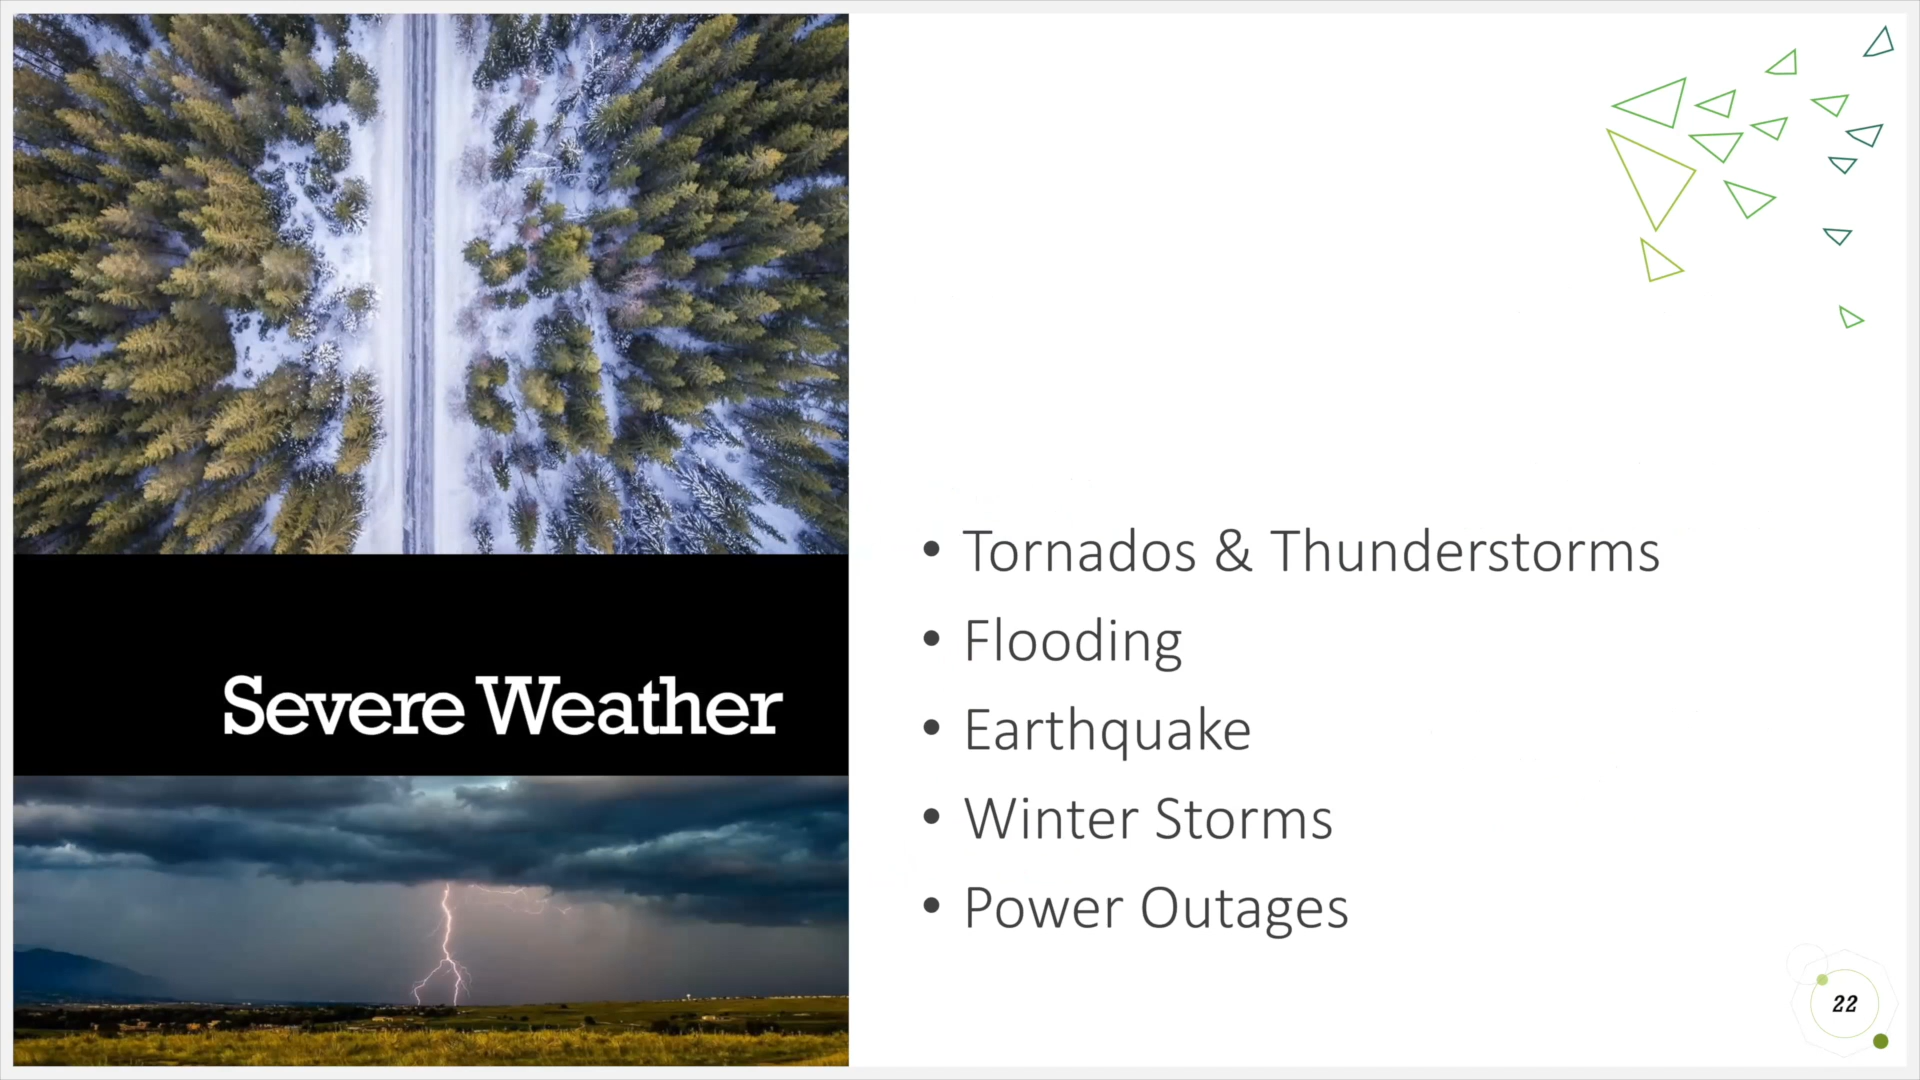 Severe Weather
• Tornados & Thunderstorms
• Flooding
• Earthquake
• Winter Storms
• Power Outages
22